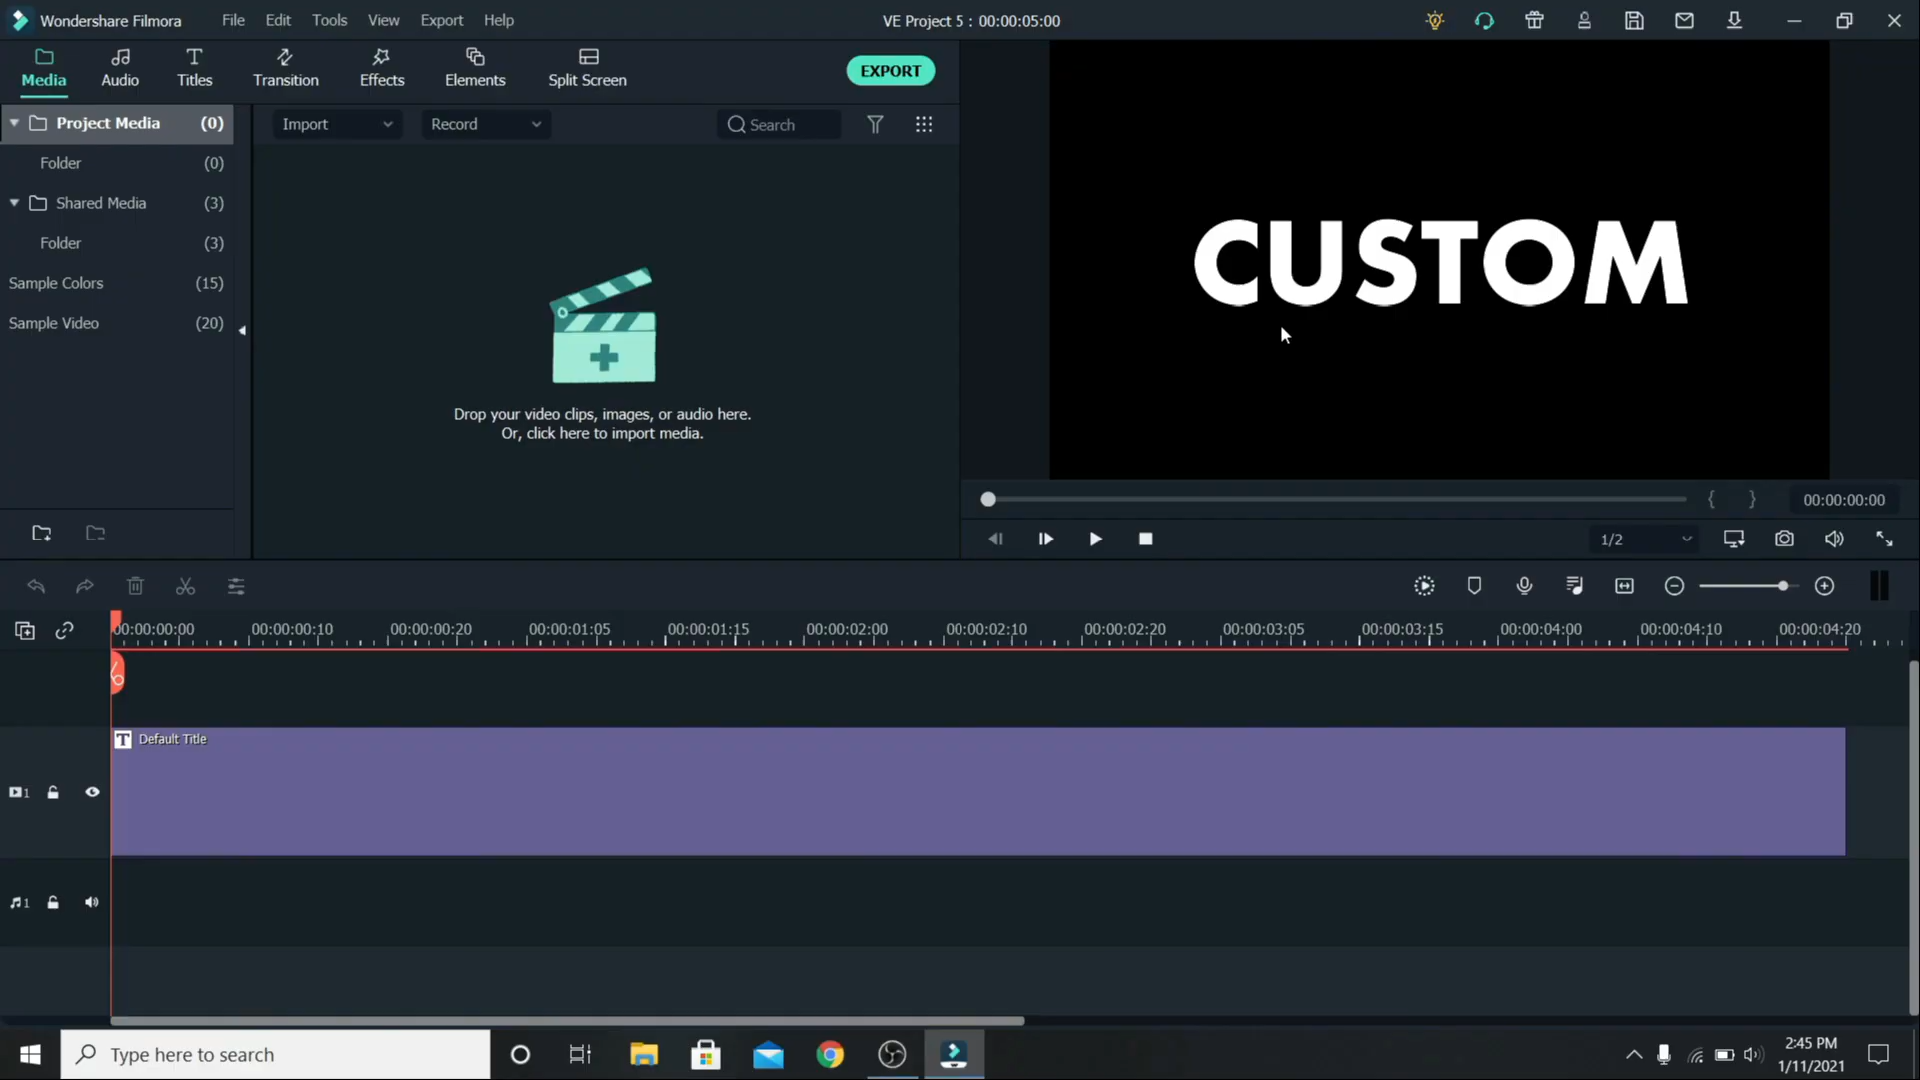 Wondershare Filmora File Edit Tools View Export Help VE Project 5 : 00:00:05:00
Media Audio Titles Transition Effects Elements Split Screen EXPORT
Project Media (0)
Folder (0)
Shared Media (3)
Folder (3)
Sample Colors (15)
Sample Video (20)
Import Record Search
Drop your video clips, images, or audio here.
Or, click here to import media.
CUSTOM
{ } 00:00:00:00
1/2
00:00:00:00 00:00:00:10 00:00:00:20 00:00:01:05 00:00:01:15 00:00:02:00 00:00:02:10 00:00:02:20 00:00:03:05 00:00:03:15 00:00:04:00 00:00:04:10 00:00:04:20
T Default Title
1
1
Type here to search
2:45 PM
1/11/2021